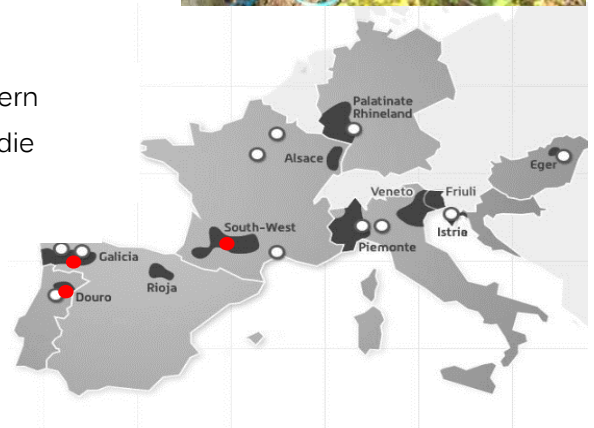 ern
die
Palatinate
Rhineland
Alsace
Eger
Veneto
Friuli
South-West
Istria
Piemonte
Galicia
Rioja
Douro